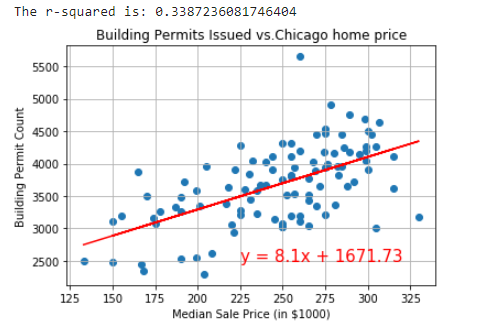 The r-squared is: 0.3387236081746404
Building Permits Issued vs.Chicago home price
Building Permit Count
5500
5000
4500
4000
3500
3000
2500
y = 8.1x + 1671.73
125 150 175 200 225 250 275 300 325
Median Sale Price (in $1000)